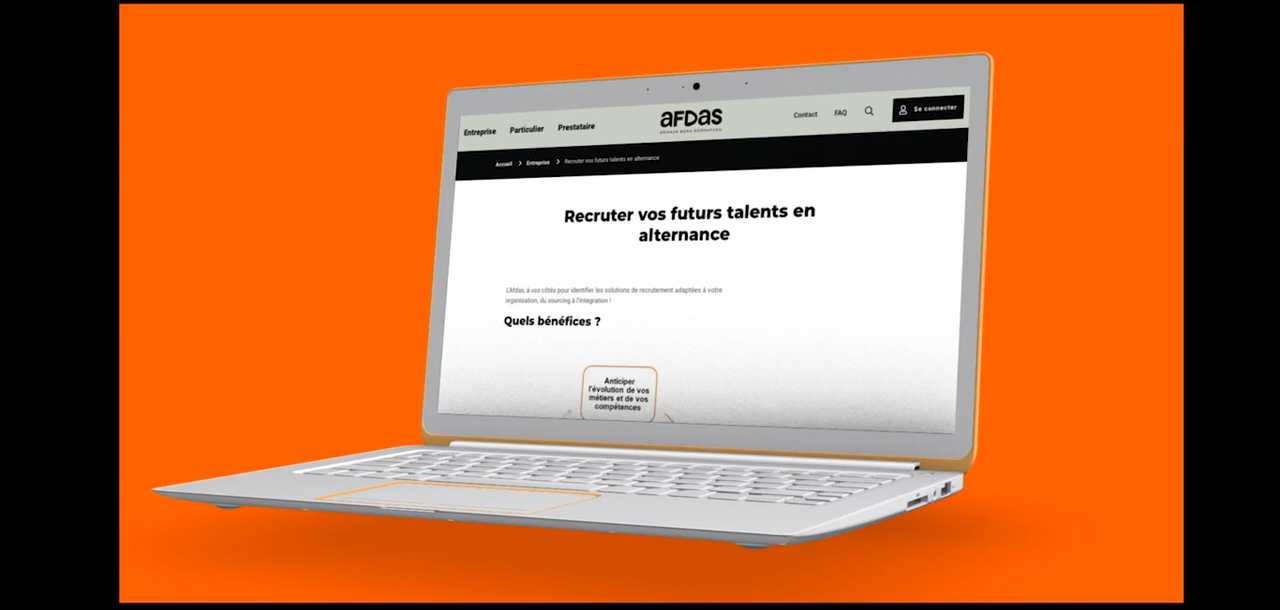 Entreprise Particulier Prestataire
afdas
Contact FAQ Se connecter
Accueil > Entreprise > Recruter vos futurs talents en alternance
Recruter vos futurs talents en
alternance
L'Afdas, à vos côtés pour identifier les solutions de recrutement adaptées à votre
organisation, du sourcing à l'intégration !
Quels bénéfices ?
Anticiper
l'évolution de vos
métiers et de vos
compétences